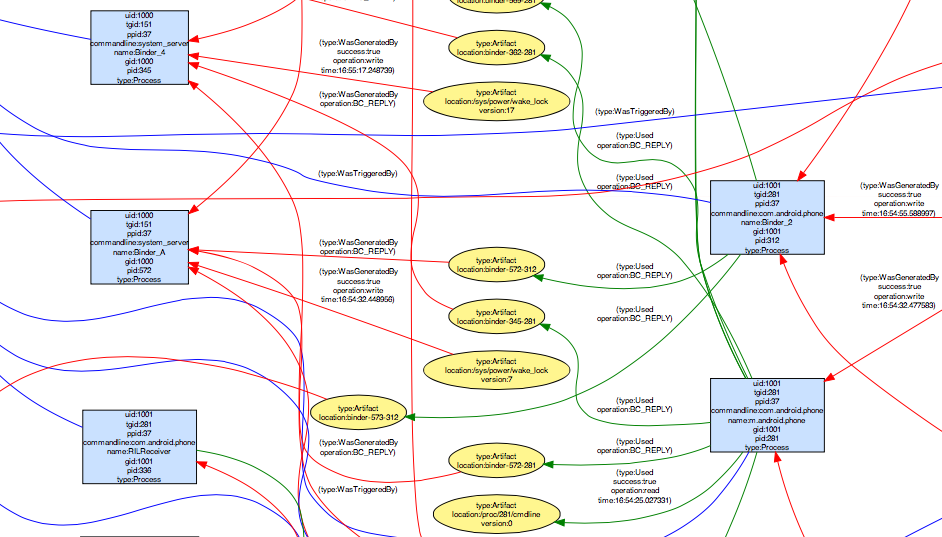 uid:1000
tgid:151
ppid:37
commandline:system_server
name:Binder_4
gid:1000
pid:345
type:Process
(type:WasGeneratedBy
success:true
operation:write
time:16:55:17.248739)
(type:WasGeneratedBy
operation:BC_REPLY)
location:binder-569-281
type:Artifact
location:binder-362-281
type:Artifact
location:/sys/power/wake_lock
version:17
(type:WasTriggeredBy)
(type:Used
operation:BC_REPLY)
(type:WasTriggeredBy)
(type:Used
operation:BC_REPLY)
uid:1001
tgid:281
ppid:37
commandline:com.android.phone
name:Binder_2
gid:1001
pid:312
type:Process
(type:WasGeneratedBy
success:true
operation:write
time:16:54:55.588997)
uid:1000
tgid:151
ppid:37
commandline:system_server
name:Binder_A
gid:1000
pid:572
type:Process
(type:WasGeneratedBy
operation:BC_REPLY)
(type:WasGeneratedBy
success:true
operation:write
time:16:54:32.448956)
type:Artifact
location:binder-572-312
(type:Used
operation:BC_REPLY)
(type:WasGeneratedBy
success:true
operation:write
time:16:54:32.477583)
type:Artifact
location:binder-345-281
(type:Used
operation:BC_REPLY)
type:Artifact
location:/sys/power/wake_lock
version:7
uid:1001
tgid:281
ppid:37
commandline:com.android.phone
name:m.android.phone
gid:1001
pid:281
type:Process
type:Artifact
location:binder-573-312
(type:Used
operation:BC_REPLY)
uid:1001
tgid:281
ppid:37
commandline:com.android.phone
name:RILReceiver
gid:1001
pid:336
type:Process
(type:WasGeneratedBy
operation:BC_REPLY)
type:Artifact
location:binder-572-281
(type:Used
operation:BC_REPLY)
(type:Used
success:true
operation:read
time:16:54:25.027331)
(type:WasTriggeredBy)
type:Artifact
location:/proc/281/cmdline
version:0